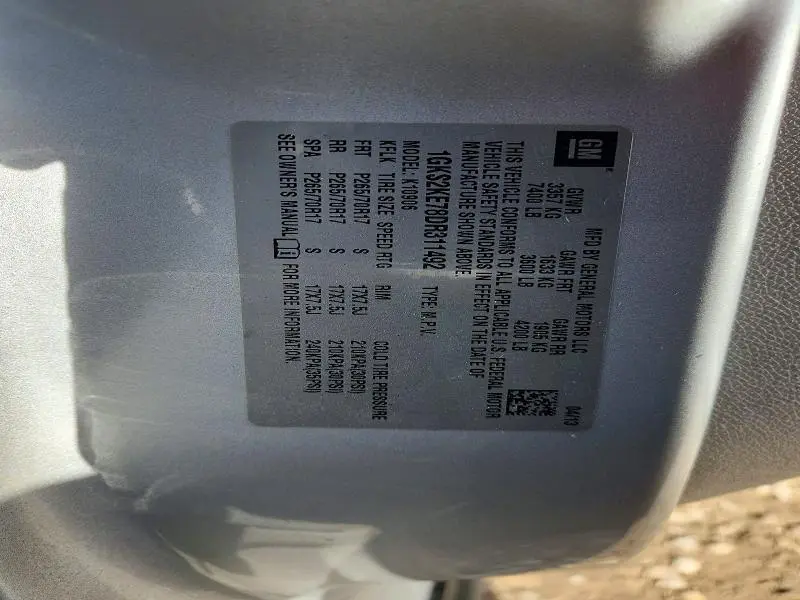 GM
MFD BY GENERAL MOTORS LLC 04/13
GVWR GAWR FRT GAWR RR
3357 KG 1633 KG 1905 KG
7400 LB 3600 LB 4200 LB
THIS VEHICLE CONFORMS TO ALL APPLICABLE U.S. FEDERAL MOTOR
VEHICLE SAFETY STANDARDS IN EFFECT ON THE DATE OF
MANUFACTURE SHOWN ABOVE.
1GKS2KE78DR311492 TYPE: M.P.V.
MODEL: K10906
KFLK TIRE SIZE SPEED RTG RIM COLD TIRE PRESSURE
FRT P265/70R17 S 17X7.5J 210KPA(30PSI)
RR P265/70R17 S 17X7.5J 210KPA(30PSI)
SPA P265/70R17 S 17X7.5J 240KPA(35PSI)
SEE OWNER'S MANUAL FOR MORE INFORMATION.